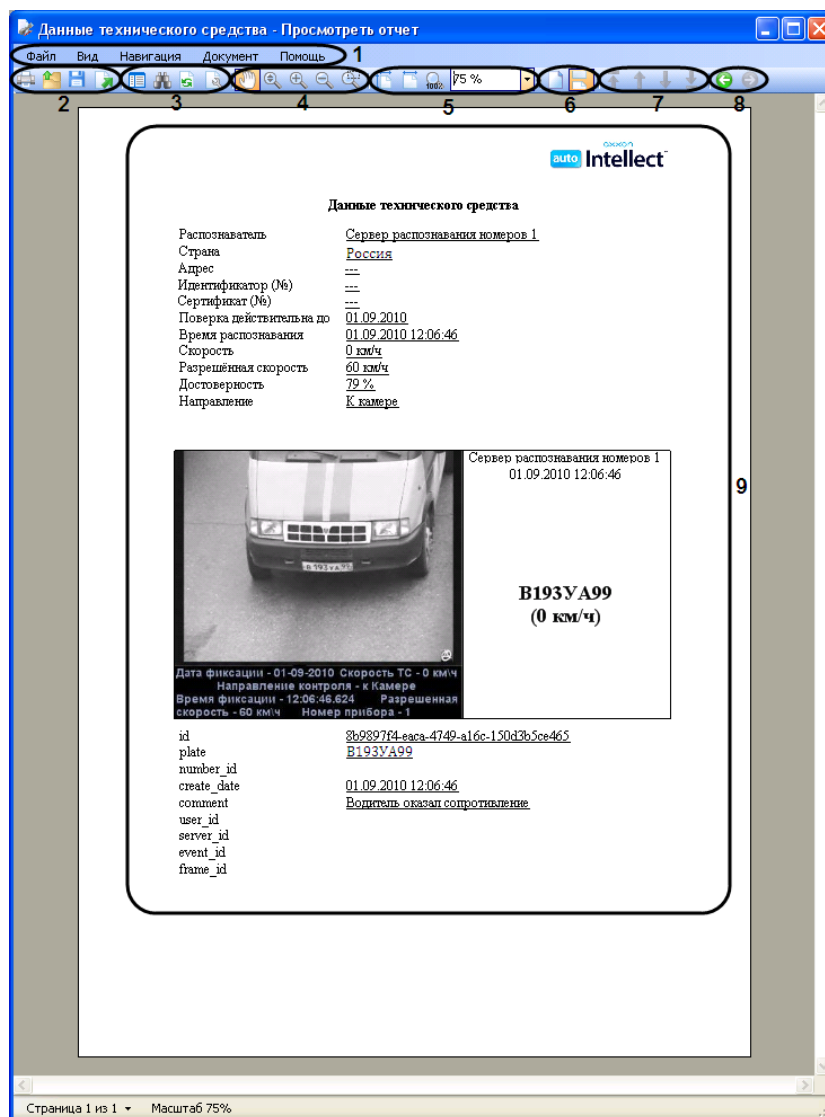 Данные технического средства - Просмотреть отчет
Файл Вид Навигация Документ Помощь 1
100% 75 %
2 3 4 5 6 7 8
axxon
auto Intellect
Данные технического средства
Распознаватель Сервер распознавания номеров 1
Страна Россия
Адрес ---
Идентификатор (№) ---
Сертификат (№) ---
Поверка действительна до 01.09.2010
Время распознавания 01.09.2010 12:06:46
Скорость 0 км/ч
Разрешённая скорость 60 км/ч
Достоверность 79 %
Направление К камере
Сервер распознавания номеров 1
01.09.2010 12:06:46
9
В193УА99
(0 км/ч)
В 193 УА 99
Дата фиксации - 01-09-2010 Скорость ТС - 0 км\ч
Направление контроля - к Камере
Время фиксации - 12:06:46.624 Разрешенная
скорость - 60 км\ч Номер прибора - 1
id 8b9897f4-eaca-4749-a16c-150d3b5ce465
plate В193УА99
number_id
create_date 01.09.2010 12:06:46
comment Водитель оказал сопротивление
user_id
server_id
event_id
frame_id
Страница 1 из 1 Масштаб 75%